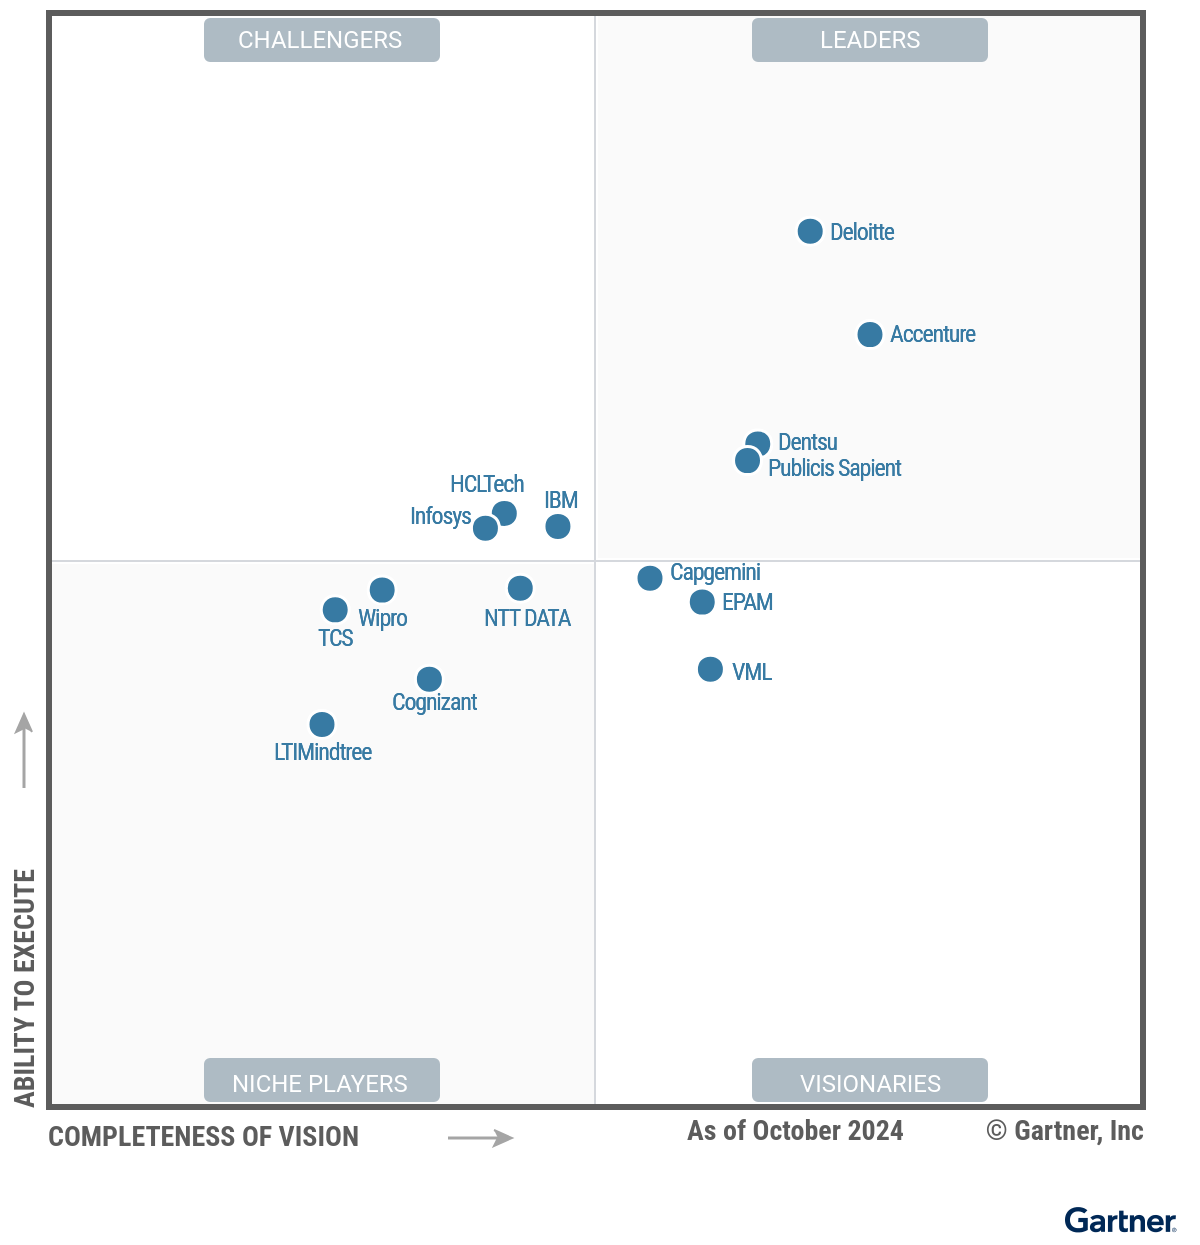 CHALLENGERS
LEADERS
Deloitte
Accenture
Dentsu
Publicis Sapient
HCLTech
IBM
Infosys
Capgemini
EPAM
Wipro
NTT DATA
TCS
VML
Cognizant
LTIMindtree
ABILITY TO EXECUTE
NICHE PLAYERS
VISIONARIES
COMPLETENESS OF VISION
As of October 2024
© Gartner, Inc
Gartner®